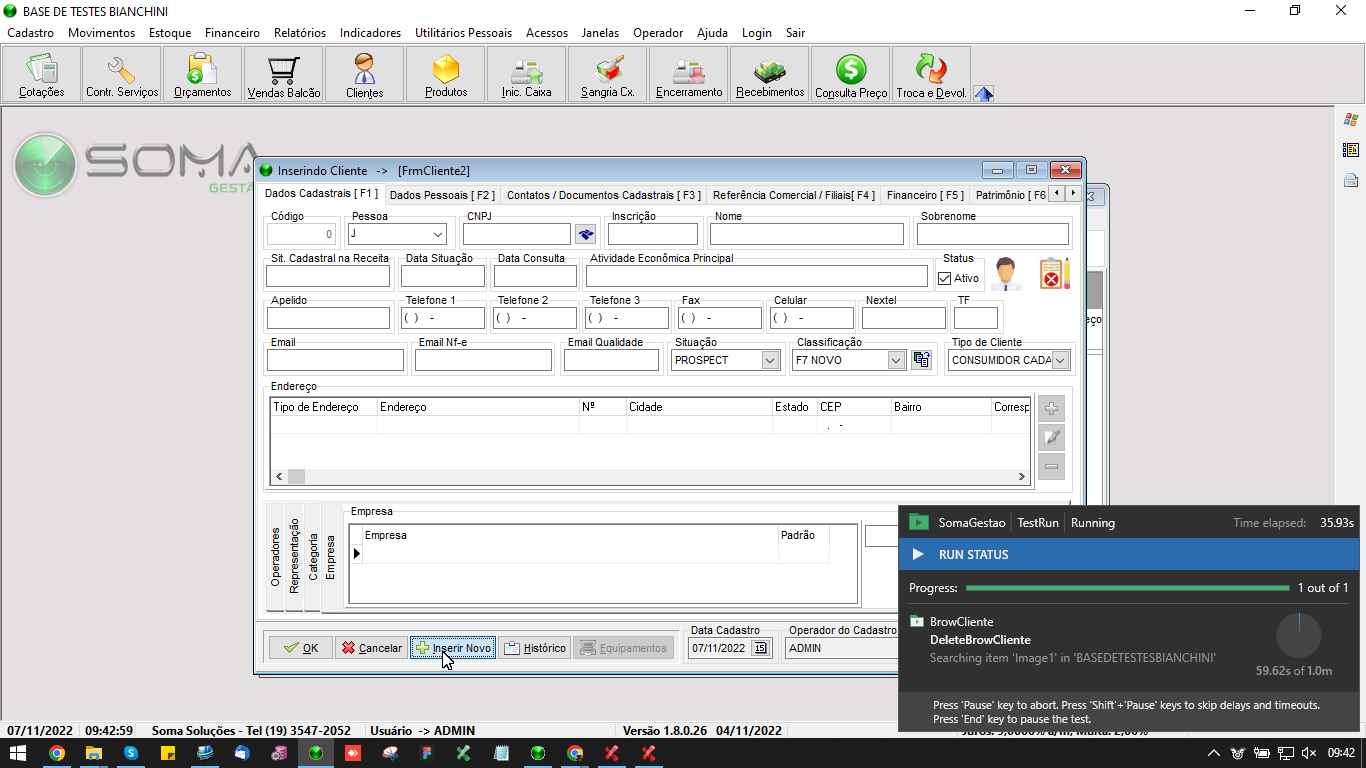 BASE DE TESTES BIANCHINI
Cadastro Movimentos Estoque Financeiro Relatórios Indicadores Utilitários Pessoais Acessos Janelas Operador Ajuda Login Sair
Cotações Contr. Serviços Orçamentos Vendas Balcão Clientes Produtos Inic. Caixa Sangria Cx. Encerramento Recebimentos Consulta Preço Troca e Devol.
SOMA
GESTÃ
Inserindo Cliente -> [FrmCliente2]
Dados Cadastrais [ F1 ] Dados Pessoais [ F2 ] Contatos / Documentos Cadastrais [ F3 ] Referência Comercial / Filiais[ F4 ] Financeiro [ F5 ] Patrimônio [ F6
Código Pessoa CNPJ Inscrição Nome Sobrenome
0 J
Sit. Cadastral na Receita Data Situação Data Consulta Atividade Econômica Principal Status
Ativo
Apelido Telefone 1 Telefone 2 Telefone 3 Fax Celular Nextel TF
( ) - ( ) - ( ) - ( ) - ( ) -
eço
Email Email Nf-e Email Qualidade Situação Classificação Tipo de Cliente
PROSPECT F7 NOVO CONSUMIDOR CADA
Endereço
Tipo de Endereço Endereço Nº Cidade Estado CEP Bairro Corresp
. -
Operadores
Representação
Categoria
Empresa
Empresa
Empresa Padrão
OK Cancelar Inserir Novo Histórico Equipamentos
Data Cadastro Operador do Cadastro
07/11/2022 15 ADMIN
SomaGestao TestRun Running Time elapsed: 35.93s
RUN STATUS
Progress: 1 out of 1
BrowCliente
DeleteBrowCliente
Searching item 'Image1' in 'BASEDETESTESBIANCHINI'
59.62s of 1.0m
Press 'Pause' key to abort. Press 'Shift'+'Pause' keys to skip delays and timeouts.
Press 'End' key to pause the test.
07/11/2022 09:42:59 Soma Soluções - Tel (19) 3547-2052 Usuário -> ADMIN Versão 1.8.0.26 04/11/2022 Juros: 3,0000% a/m, Multa: 2,00%
09:42